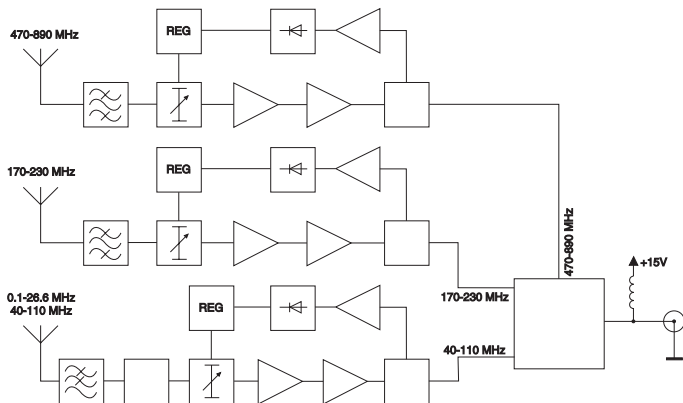 470-890 MHz
REG
170-230 MHz
REG
470-890 MHz
+15V
0.1-26.6 MHz
40-110 MHz
REG
170-230 MHz
40-110 MHz